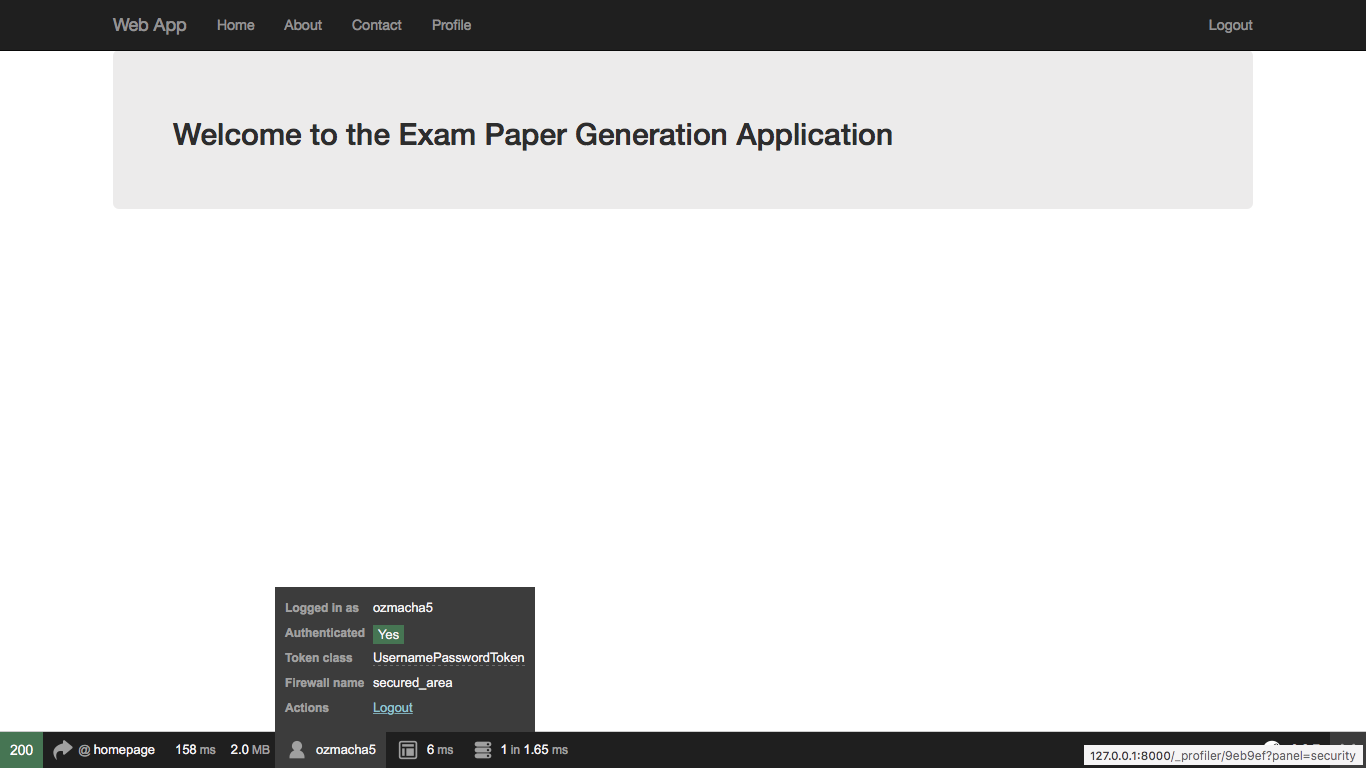 Web App Home About Contact Profile Logout
Welcome to the Exam Paper Generation Application
Logged in as ozmacha5
Authenticated Yes
Token class UsernamePasswordToken
Firewall name secured_area
Actions Logout
200 @ homepage 158 ms 2.0 MB ozmacha5 6 ms 1 in 1.65 ms
127.0.0.1:8000/_profiler/9eb9ef?panel=security